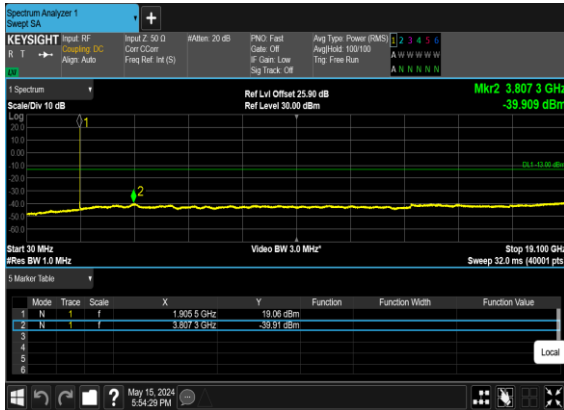 Spectrum Analyzer 1
Swept SA
+
KEYSIGHT Input: RF Input Z: 50 Ω #Atten: 20 dB PNO: Fast Avg Type: Power (RMS) 1 2 3 4 5 6
R T Coupling: DC Corr CCorr Gate: Off Avg|Hold: 100/100 A W W W W W
Align: Auto Freq Ref: Int (S) IF Gain: Low Trig: Free Run
Sig Track: Off A N N N N N
LXI
1 Spectrum
Scale/Div 10 dB
Ref Lvl Offset 25.90 dB
Ref Level 30.00 dBm
Mkr2 3.807 3 GHz
-39.909 dBm
Log
1
20.0
10.0
0.00
-10.0
DL1 -13.00 dBm
-20.0
-30.0
2
-40.0
-50.0
-60.0
Start 30 MHz Video BW 3.0 MHz* Stop 19.100 GHz
#Res BW 1.0 MHz Sweep 32.0 ms (40001 pts)
5 Marker Table
Mode Trace Scale X Y Function Function Width Function Value
1 N 1 f 1.905 5 GHz 19.06 dBm
2 N 1 f 3.807 3 GHz -39.91 dBm
3
4
5
6
Local
?
May 15, 2024
5:54:29 PM